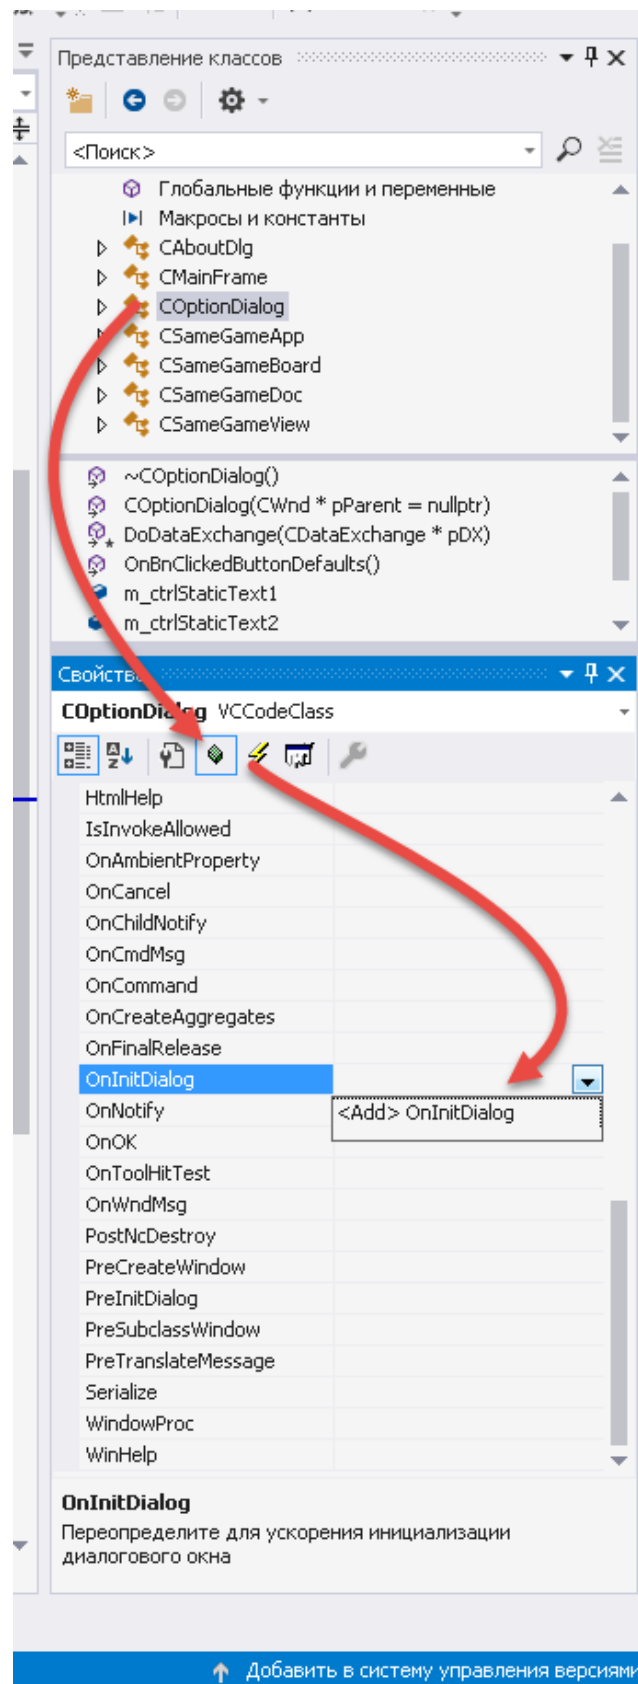 Представление классов
<Поиск>
Глобальные функции и переменные
Макросы и константы
CAboutDlg
CMainFrame
COptionDialog
CSameGameApp
CSameGameBoard
CSameGameDoc
CSameGameView
~COptionDialog()
COptionDialog(CWnd * pParent = nullptr)
DoDataExchange(CDataExchange * pDX)
OnBnClickedButtonDefaults()
m_ctrlStaticText1
m_ctrlStaticText2
Свойства
COptionDialog VCCodeClass
HtmlHelp
IsInvokeAllowed
OnAmbientProperty
OnCancel
OnChildNotify
OnCmdMsg
OnCommand
OnCreateAggregates
OnFinalRelease
OnInitDialog
OnNotify
<Add> OnInitDialog
OnOK
OnToolHitTest
OnWndMsg
PostNcDestroy
PreCreateWindow
PreInitDialog
PreSubclassWindow
PreTranslateMessage
Serialize
WindowProc
WinHelp
OnInitDialog
Переопределите для ускорения инициализации
диалогового окна
Добавить в систему управления версиями